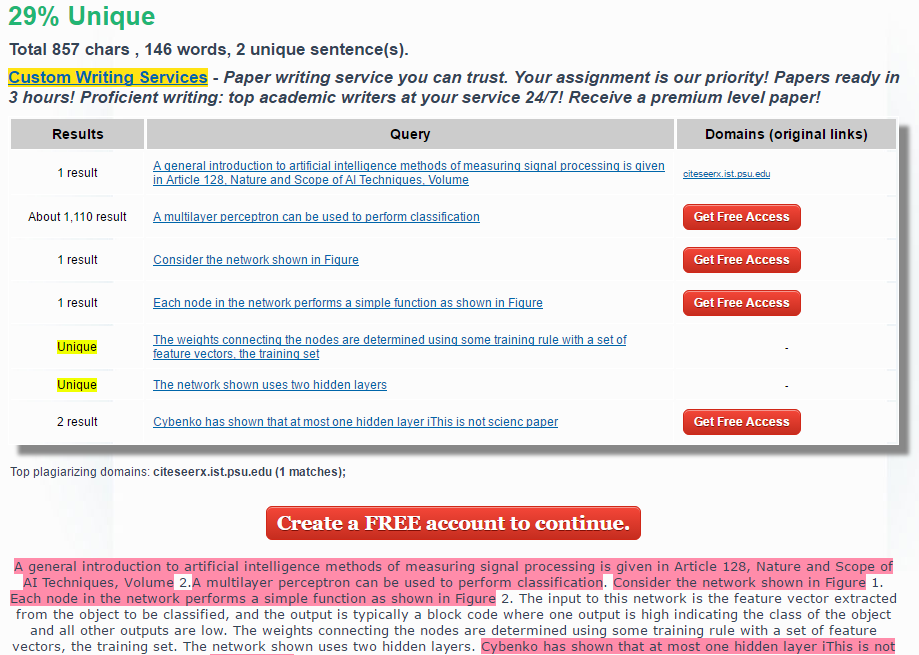 29% Unique
Total 857 chars , 146 words, 2 unique sentence(s).
Custom Writing Services - Paper writing service you can trust. Your assignment is our priority! Papers ready in
3 hours! Proficient writing: top academic writers at your service 24/7! Receive a premium level paper!
Results Query Domains (original links)
1 result A general introduction to artificial intelligence methods of measuring signal processing is given citeseerx.ist.psu.edu
in Article 128, Nature and Scope of AI Techniques, Volume
About 1,110 result A multilayer perceptron can be used to perform classification Get Free Access
1 result Consider the network shown in Figure Get Free Access
1 result Each node in the network performs a simple function as shown in Figure Get Free Access
Unique The weights connecting the nodes are determined using some training rule with a set of -
feature vectors, the training set
Unique The network shown uses two hidden layers -
2 result Cybenko has shown that at most one hidden layer iThis is not scienc paper Get Free Access
Top plagiarizing domains: citeseerx.ist.psu.edu (1 matches);
Create a FREE account to continue.
A general introduction to artificial intelligence methods of measuring signal processing is given in Article 128, Nature and Scope of
AI Techniques, Volume 2.A multilayer perceptron can be used to perform classification. Consider the network shown in Figure 1.
Each node in the network performs a simple function as shown in Figure 2. The input to this network is the feature vector extracted
from the object to be classified, and the output is typically a block code where one output is high indicating the class of the object
and all other outputs are low. The weights connecting the nodes are determined using some training rule with a set of feature
vectors, the training set. The network shown uses two hidden layers. Cybenko has shown that at most one hidden layer iThis is not